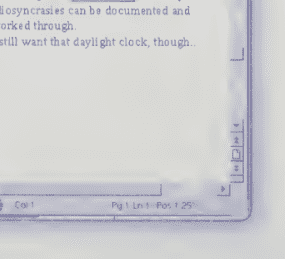 diosyncrasies can be documented and
orked through.
still want that daylight clock, though..
Col 1 Pg 1 Ln 1 Pos 1.25"